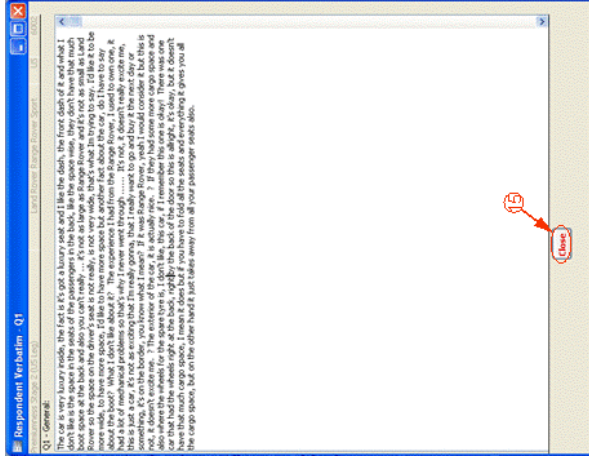 Respondent Verbatim - Q1
Premiumness Stage 2 (US Leg)
Land Rover Range Rover Sport
US
6002
Q1 - General:
The car is very luxury inside, the fact is it's got a luxury seat and I like the dash, the front dash of it and what I
don't like is the space in the seats of the passengers in the back, like the space wise, they don't have that much
boot space at the back and also you can't really ... it's not as large as Range Rover and it's not as small as Land
Rover so the space on the driver's seat is not really, is not very wide, that's what Im trying to say. I'd like it to be
more wide, to have more space, I'd like to have more space but another fact about the car, do I have to say
about the boot? What I don't like about it? The experience I had from the Range Rover, I used to own one, it
had a lot of mechanical problems so that's why I never went through ...... It's not, it doesn't really excite me,
this is just a car, it's not as exciting that I'm really gonna, that I really want to go and buy it the next day or
something, it's on the border, you know what I mean? If it was Range Rover, yeah I would consider it but this is
not, it doesn't excite me. ? The exterior of the car, it is actually nice. ? If they had some more cargo space and
also where the wheels for the spare tyre is, I don't like, this car, if I remember this one is okay! There was one
car that had the wheels right at the back, right by the back of the door so this is allright, it's okay, but it doesn't
have that much cargo space, I mean it does but if you have to fold all the seats and everything it gives you all
the cargo space, but on the other hand it just takes away from all your passenger seats also.
15
Close